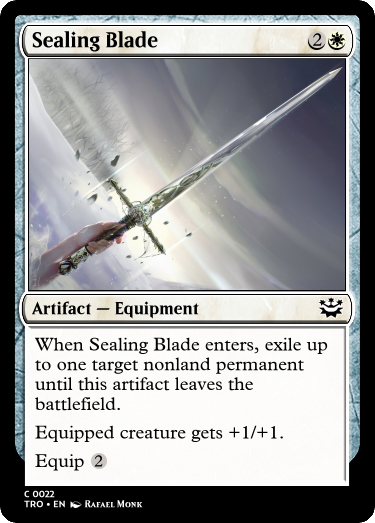 Sealing Blade 2
Artifact — Equipment
When Sealing Blade enters, exile up
to one target nonland permanent
until this artifact leaves the
battlefield.
Equipped creature gets +1/+1.
Equip 2
C 0022
TRO • EN Rafael Monk